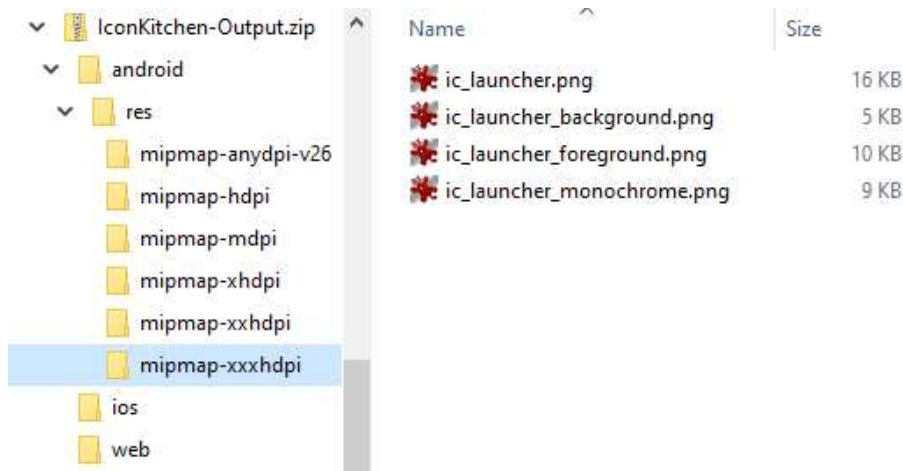 IconKitchen-Output.zip
android
res
mipmap-anydpi-v26
mipmap-hdpi
mipmap-mdpi
mipmap-xhdpi
mipmap-xxhdpi
mipmap-xxxhdpi
ios
web
Name Size
ic_launcher.png 16 KB
ic_launcher_background.png 5 KB
ic_launcher_foreground.png 10 KB
ic_launcher_monochrome.png 9 KB